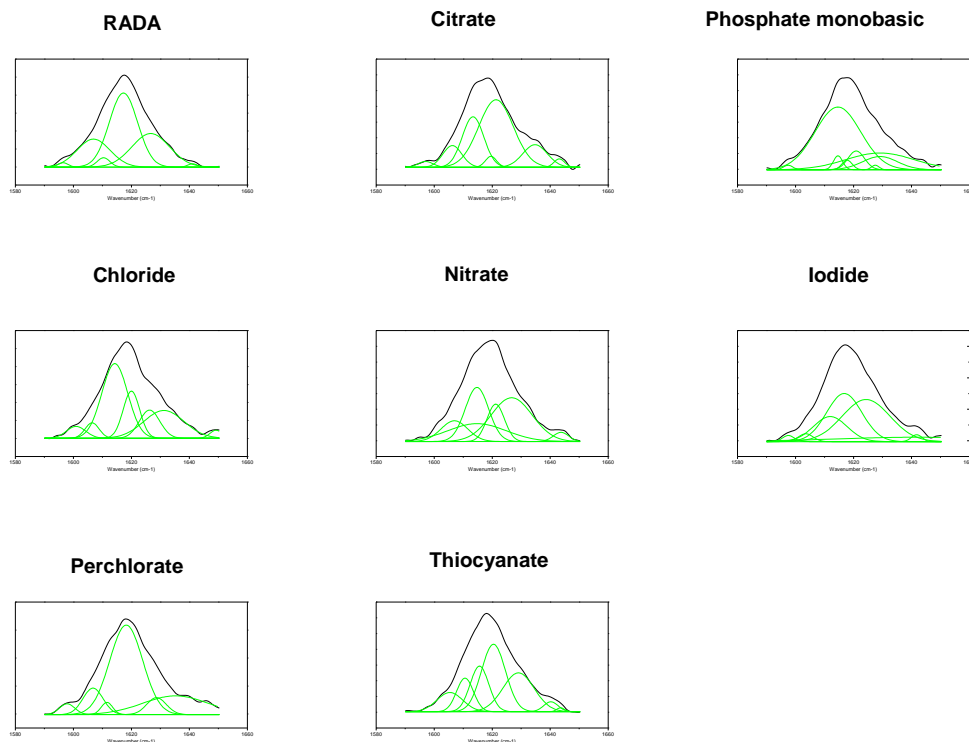 RADA
Citrate
Phosphate monobasic
1580 1600 1620 1640 1660
Wavenumber (cm-1)
1580 1600 1620 1640 1660
Wavenumber (cm-1)
1580 1600 1620 1640 1660
Wavenumber (cm-1)
Chloride
Nitrate
Iodide
1580 1600 1620 1640 1660
Wavenumber (cm-1)
1580 1600 1620 1640 1660
Wavenumber (cm-1)
1580 1600 1620 1640 1660
Wavenumber (cm-1)
Perchlorate
Thiocyanate
1580 1600 1620 1640 1660
Wavenumber (cm-1)
1580 1600 1620 1640 1660
Wavenumber (cm-1)